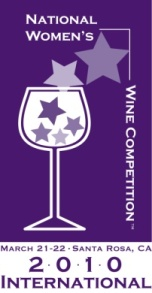 National
Women's
Wine Competition™
March 21-22 - Santa Rosa, CA
2·0·1·0
International